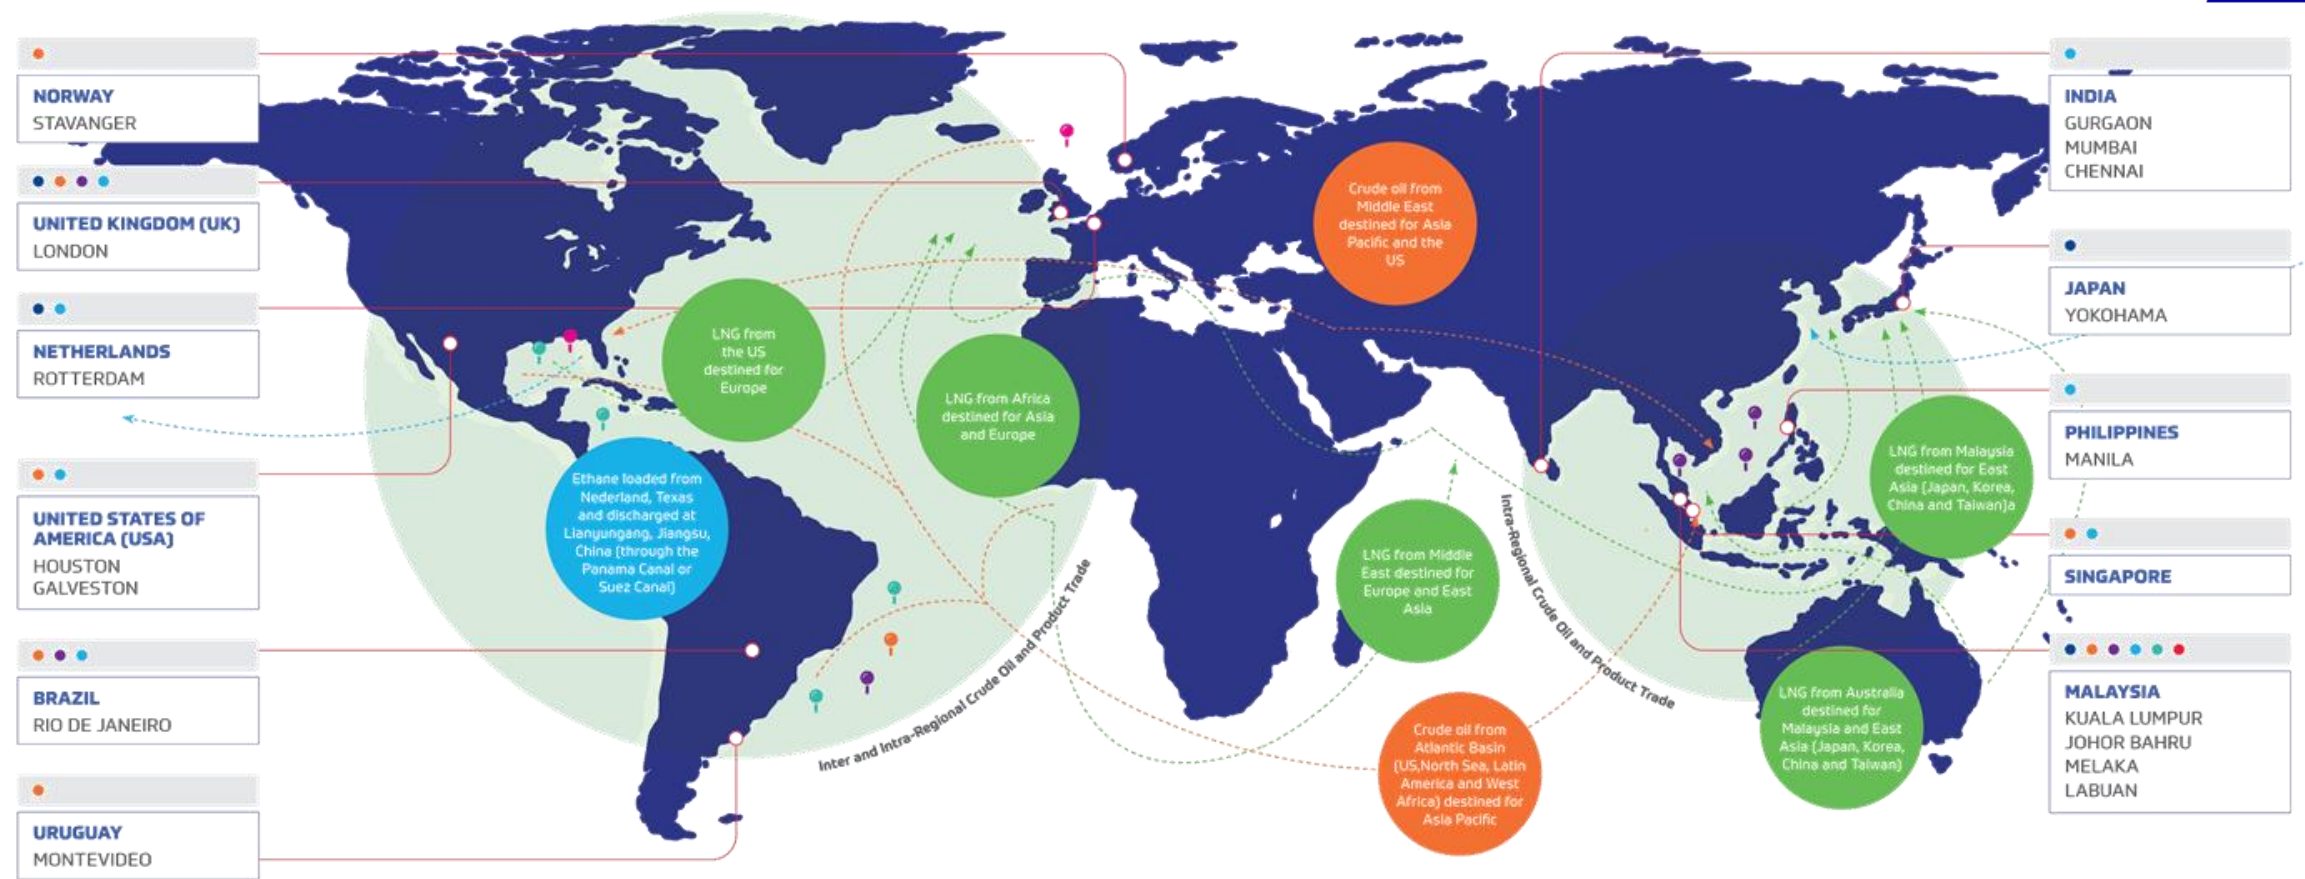 NORWAY
STAVANGER
UNITED KINGDOM (UK)
LONDON
NETHERLANDS
ROTTERDAM
UNITED STATES OF
AMERICA (USA)
HOUSTON
GALVESTON
BRAZIL
RIO DE JANEIRO
URUGUAY
MONTEVIDEO
LNG from
the US
destined for
Europe
Ethane loaded from
Nederland, Texas
and discharged at
Lianyungang, Jiangsu,
China (through the
Panama Canal or
Suez Canal)
LNG from Africa
destined for Asia
and Europe
Inter and Intra-Regional Crude Oil and Product Trade
Crude oil from
Middle East
destined for Asia
Pacific and the
US
LNG from Middle
East destined for
Europe and East
Asia
Crude oil from
Atlantic Basin
(US,North Sea, Latin
America and West
Africa) destined for
Asia Pacific
Intra-Regional Crude Oil and Product Trade
LNG from Malaysia
destined for East
Asia (Japan, Korea,
China and Taiwan)a
LNG from Australia
destined for
Malaysia and East
Asia (Japan, Korea,
China and Taiwan)
INDIA
GURGAON
MUMBAI
CHENNAI
JAPAN
YOKOHAMA
PHILIPPINES
MANILA
SINGAPORE
MALAYSIA
KUALA LUMPUR
JOHOR BAHRU
MELAKA
LABUAN